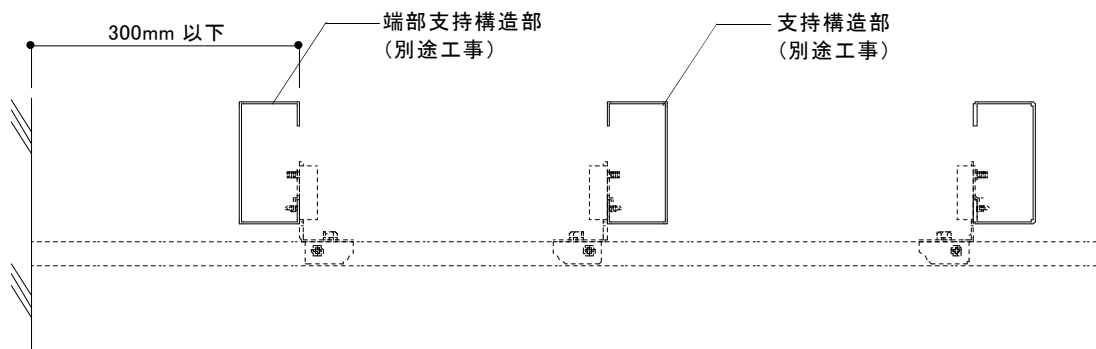 300mm 以下
端部支持構造部
（別途工事）
支持構造部
（別途工事）